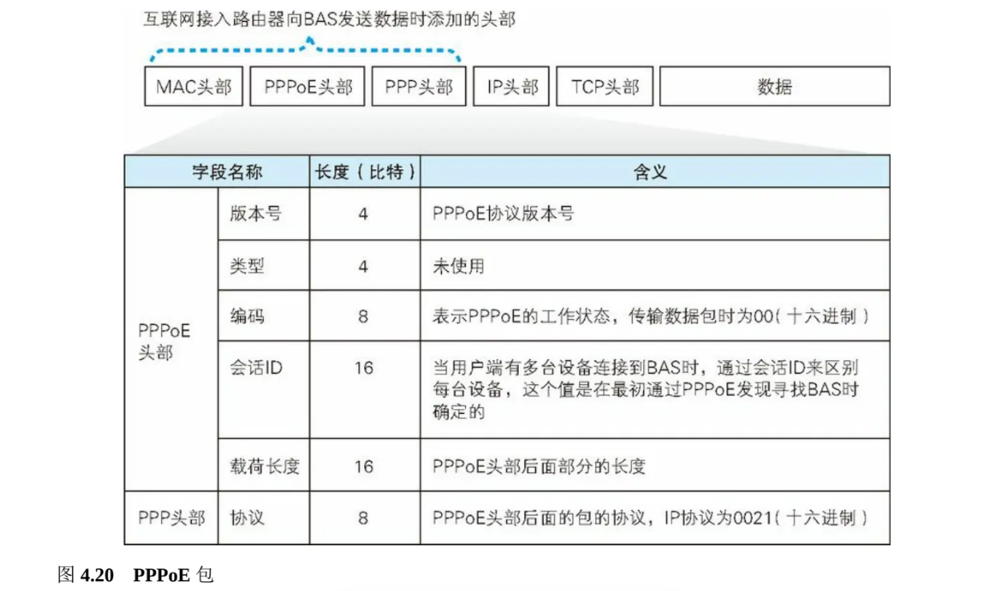 互联网接入路由器向BAS发送数据时添加的头部
MAC头部 PPPoE头部 PPP头部 IP头部 TCP头部 数据
字段名称 长度（比特） 含义
PPPoE
头部
版本号 4 PPPoE协议版本号
类型 4 未使用
编码 8 表示PPPoE的工作状态，传输数据包时为00（十六进制）
会话ID 16 当用户端有多台设备连接到BAS时，通过会话ID来区别
每台设备，这个值是在最初通过PPPoE发现寻找BAS时
确定的
载荷长度 16 PPPoE头部后面部分的长度
PPP头部 协议 8 PPPoE头部后面的包的协议，IP协议为0021（十六进制）
图 4.20 PPPoE 包